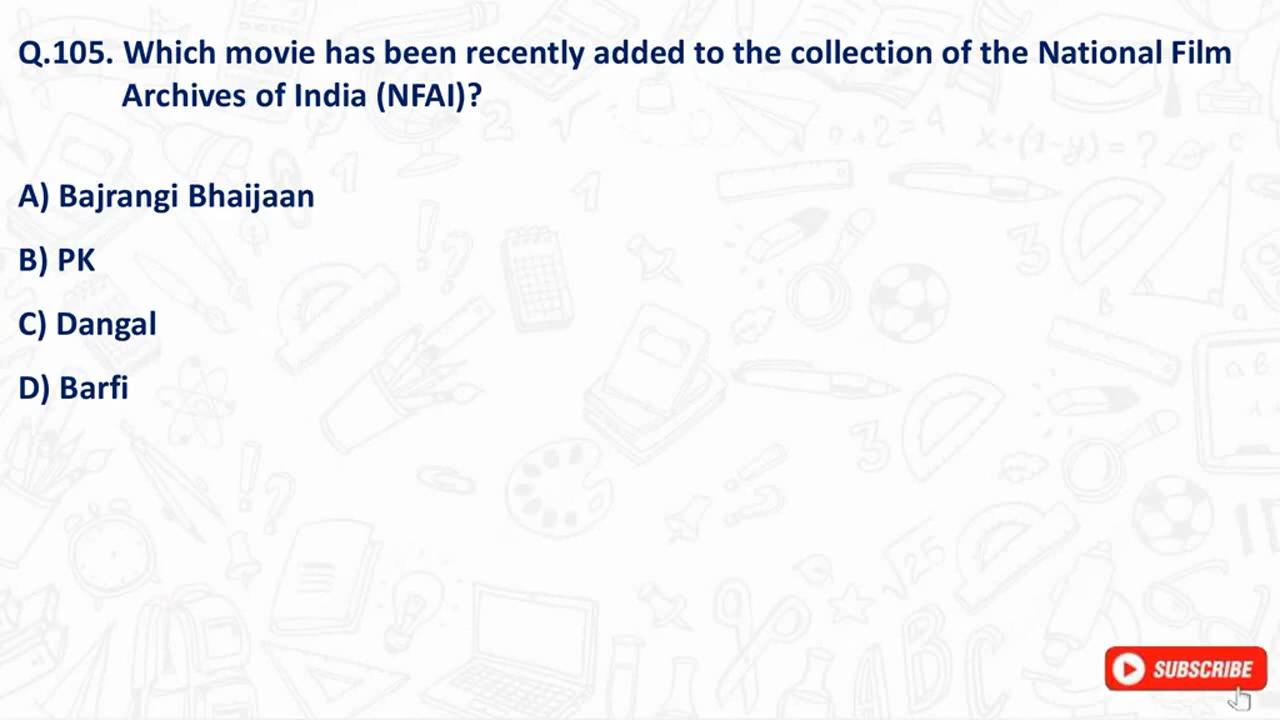 Q.105. Which movie has been recently added to the collection of the National Film
Archives of India (NFAI)?
A) Bajrangi Bhaijaan
B) PK
C) Dangal
D) Barfi
SUBSCRIBE